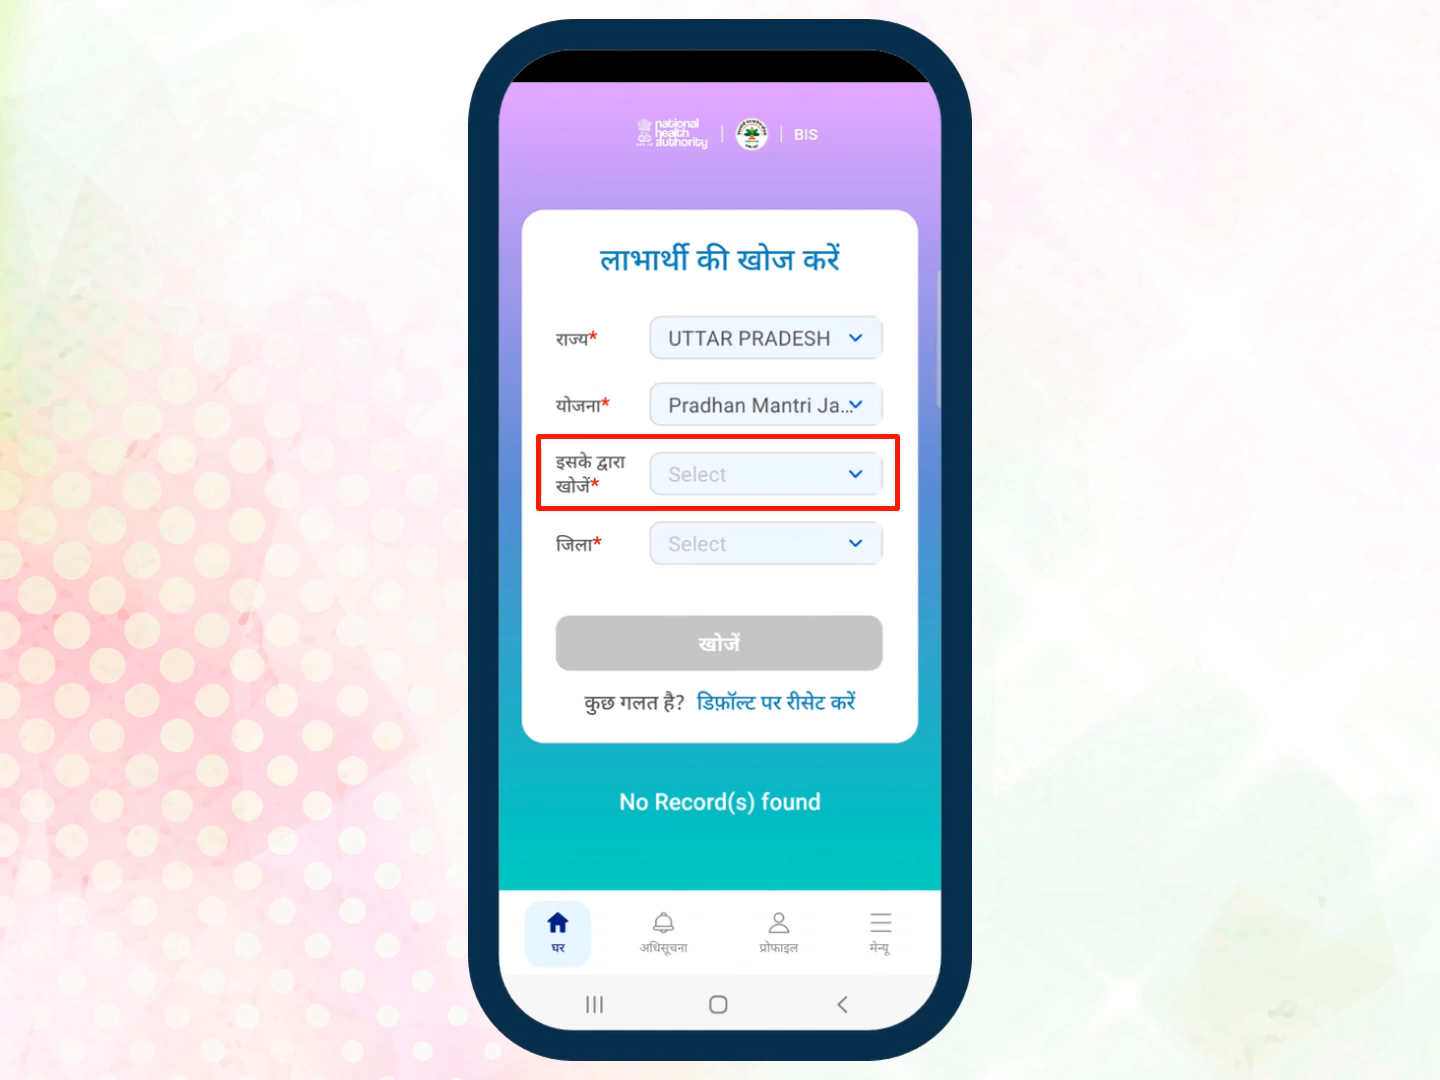 national
health
authority
BIS
लाभार्थी की खोज करें
राज्य* UTTAR PRADESH
योजना* Pradhan Mantri Ja...
इसके द्वारा
खोजें* Select
जिला* Select
खोजें
कुछ गलत है? डिफ़ॉल्ट पर रीसेट करें
No Record(s) found
घर अधिसूचना प्रोफाइल मेन्यू